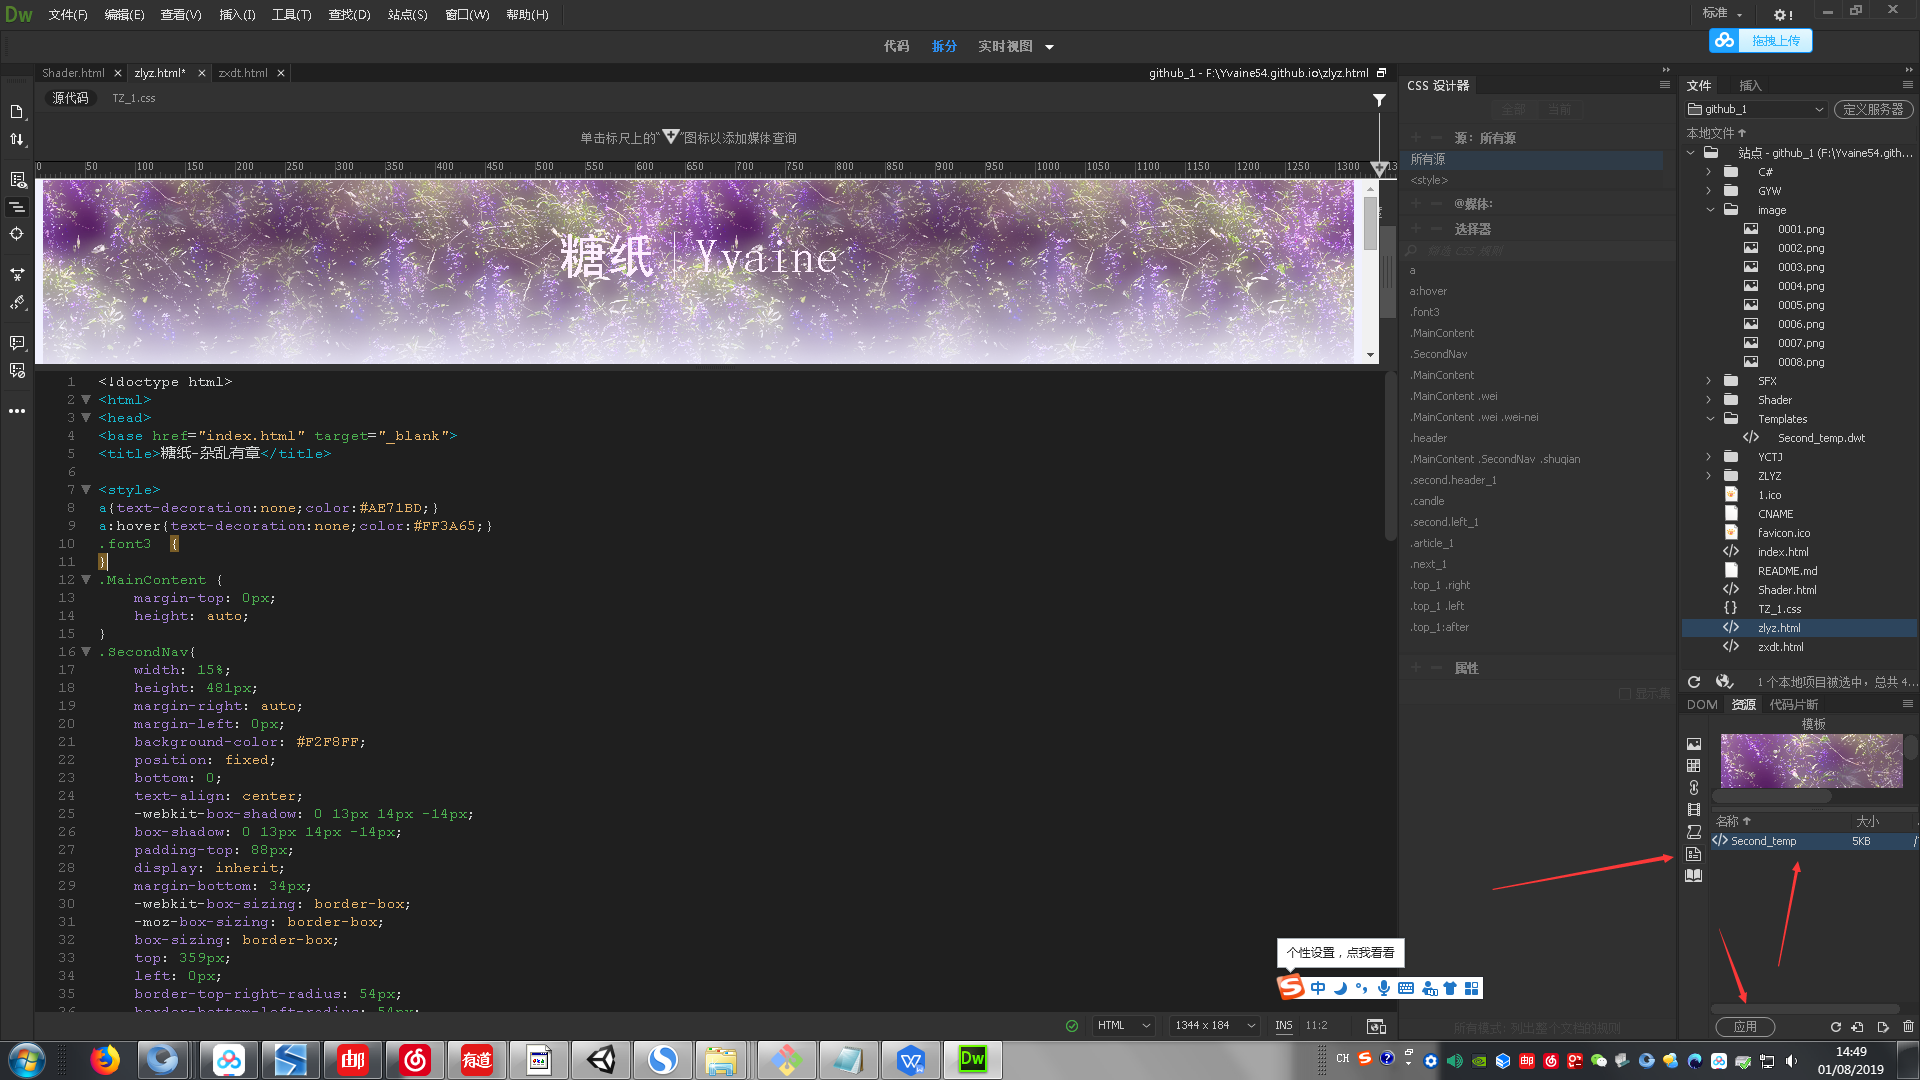 Dw 文件(F) 编辑(E) 查看(V) 插入(I) 工具(T) 查找(D) 站点(S) 窗口(W) 帮助(H) 标准
代码 拆分 实时视图
拖拽上传
Shader.html zlyz.html* zxdt.html github_1 - F:\Yvaine54.github.io\zlyz.html
源代码 TZ_1.css
单击标尺上的“ ”图标以添加媒体查询
0 50 100 150 200 250 300 350 400 450 500 550 600 650 700 750 800 850 900 950 1000 1050 1100 1150 1200 1250 1300 13
糖纸 | Yvaine
1 <!doctype html>
2 <html>
3 <head>
4 <base href="index.html" target="_blank">
5 <title>糖纸-杂乱有章</title>
6
7 <style>
8 a{text-decoration:none;color:#AE71BD;}
9 a:hover{text-decoration:none;color:#FF3A65;}
10 .font3 {
11 }
12 .MainContent {
13 margin-top: 0px;
14 height: auto;
15 }
16 .SecondNav{
17 width: 15%;
18 height: 481px;
19 margin-right: auto;
20 margin-left: 0px;
21 background-color: #F2F8FF;
22 position: fixed;
23 bottom: 0;
24 text-align: center;
25 -webkit-box-shadow: 0 13px 14px -14px;
26 box-shadow: 0 13px 14px -14px;
27 padding-top: 88px;
28 display: inherit;
29 margin-bottom: 34px;
30 -webkit-box-sizing: border-box;
31 -moz-box-sizing: border-box;
32 box-sizing: border-box;
33 top: 359px;
34 left: 0px;
35 border-top-right-radius: 54px;
36 border-bottom-left-radius: 54px;
HTML 1344 x 184 INS 11:2
CSS 设计器
全部 当前
源: 所有源
所有源
<style>
@媒体:
选择器
筛选 CSS 规则
a
a:hover
.font3
.MainContent
.SecondNav
.MainContent
.MainContent .wei
.MainContent .wei .wei-nei
.header
.MainContent .SecondNav .shuqian
.second.header_1
.candle
.second.left_1
.article_1
.next_1
.top_1 .right
.top_1 .left
.top_1:after
属性
显示集
所有模式: 列出整个文档的规则
文件 插入
github_1 定义服务器
本地文件
站点 - github_1 (F:\Yvaine54.gith...
C#
GYW
image
0001.png
0002.png
0003.png
0004.png
0005.png
0006.png
0007.png
0008.png
SFX
Shader
Templates
Second_temp.dwt
YCTJ
ZLYZ
1.ico
CNAME
favicon.ico
index.html
README.md
Shader.html
TZ_1.css
zlyz.html
zxdt.html
1 个本地项目被选中，总共 4...
DOM 资源 代码片断
模板
名称 大小
Second_temp 5KB /
应用
个性设置，点我看看
中
邮 有道 Dw
CH 14:49
01/08/2019